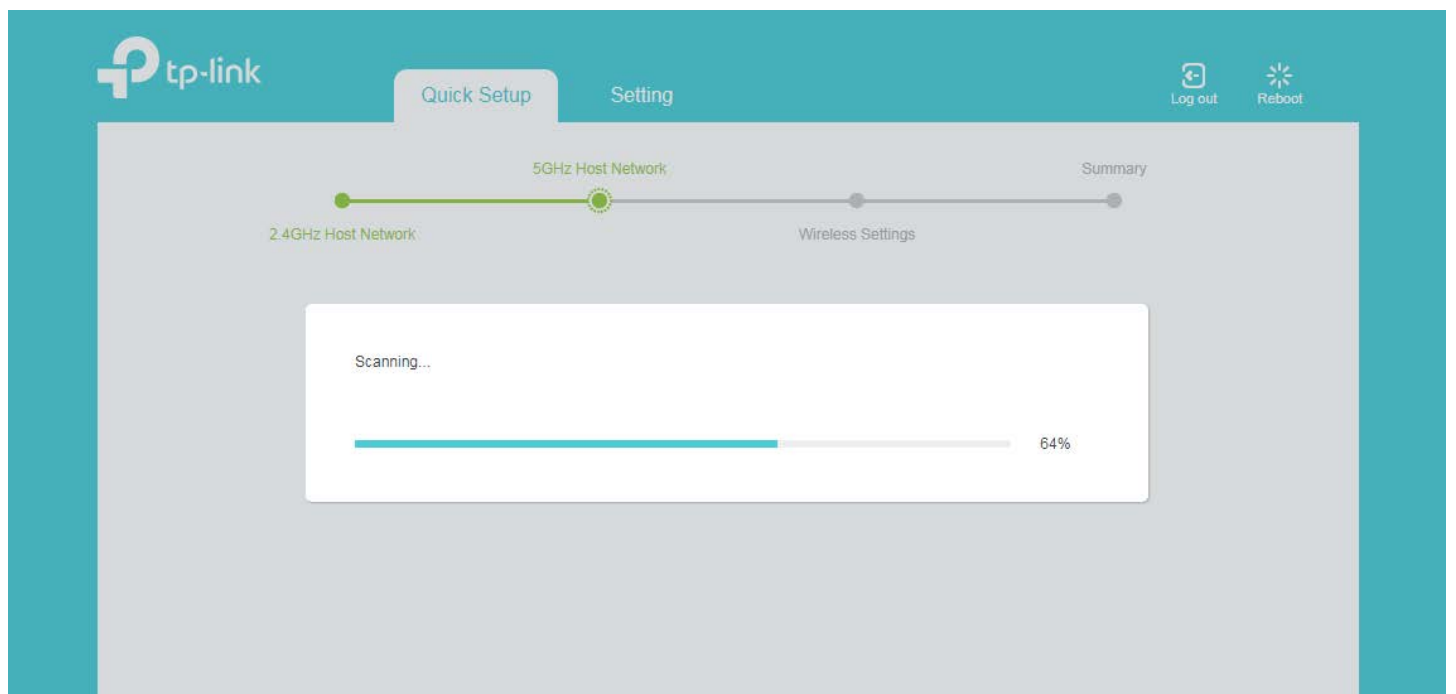 tp-link
Quick Setup
Setting
Log out
Reboot
5GHz Host Network
Summary
2.4GHz Host Network
Wireless Settings
Scanning...
64%